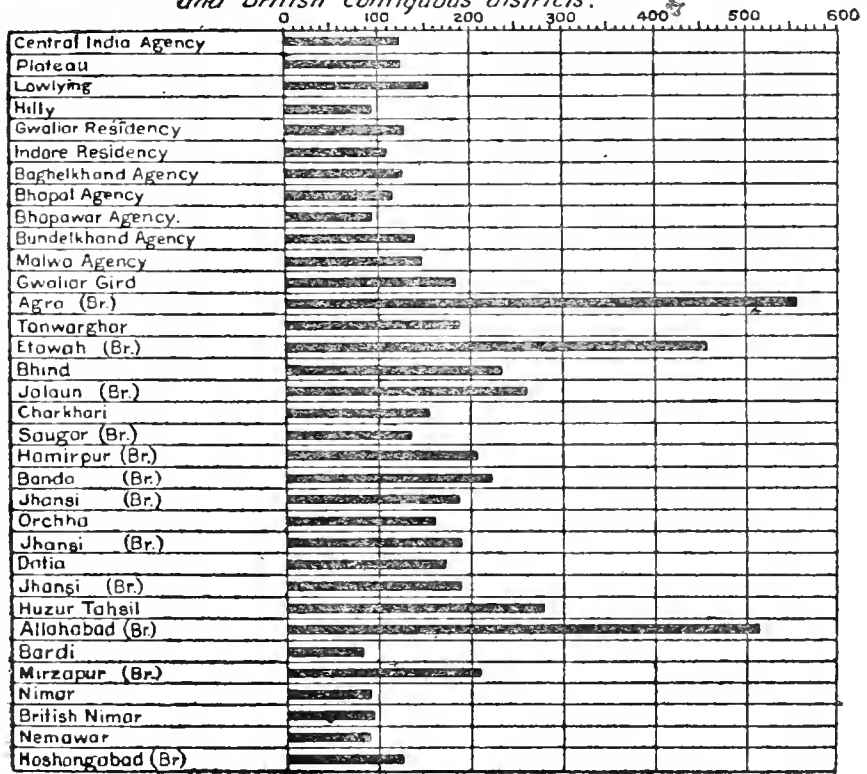 and British contiguous districts.
0 100 200 300 400 500 600
Central India Agency
Plateau
Lowlying
Hilly
Gwalior Residency
Indore Residency
Baghelkhand Agency
Bhopal Agency
Bhopawar Agency.
Bundelkhand Agency
Malwa Agency
Gwalior Gird
Agra (Br.)
Tonwarghar
Etawah (Br.)
Bhind
Jalaun (Br.)
Charkhari
Saugor (Br.)
Hamirpur (Br.)
Banda (Br.)
Jhansi (Br.)
Orchha
Jhansi (Br.)
Datia
Jhansi (Br.)
Huzur Tahsil
Allahabad (Br.)
Bardi
Mirzapur (Br.)
Nimar
British Nimar
Nemawar
Hoshangabad (Br)